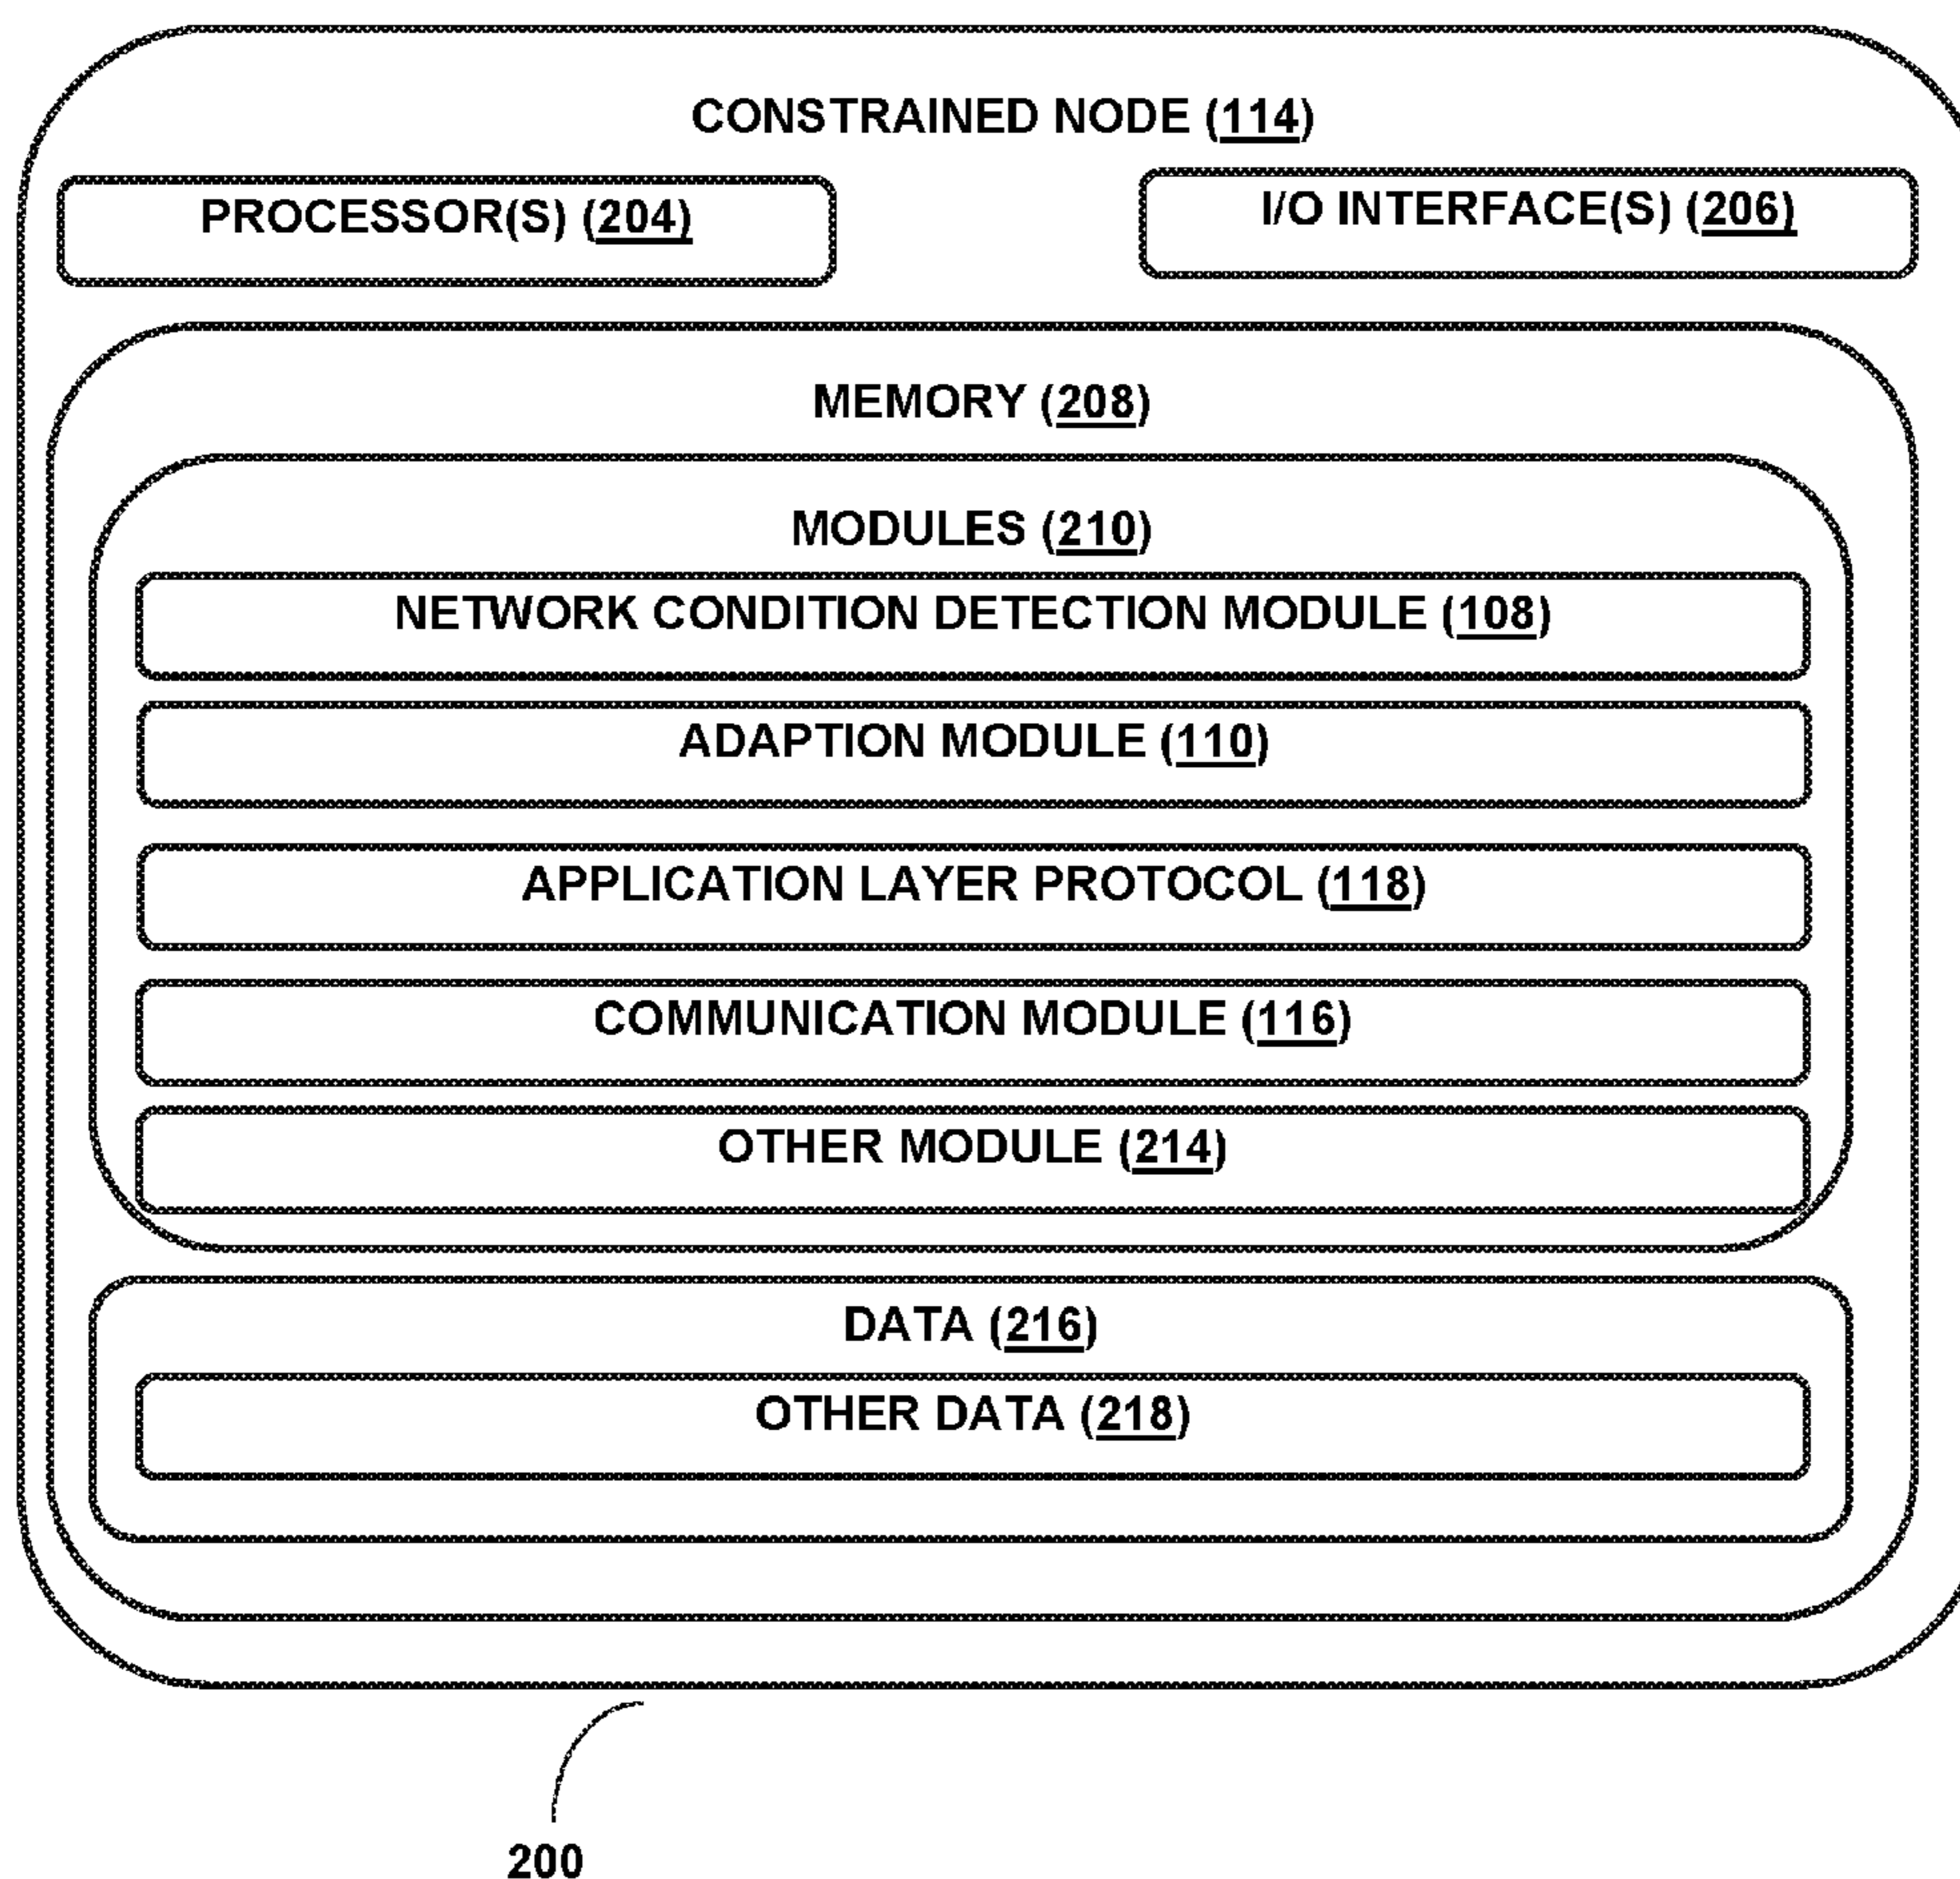 CONSTRAINED NODE (114)
PROCESSOR(S) (204)
I/O INTERFACE(S) (206)
MEMORY (208)
MODULES (210)
NETWORK CONDITION DETECTION MODULE (108)
ADAPTION MODULE (110)
APPLICATION LAYER PROTOCOL (118)
COMMUNICATION MODULE (116)
OTHER MODULE (214)
DATA (216)
OTHER DATA (218)
200